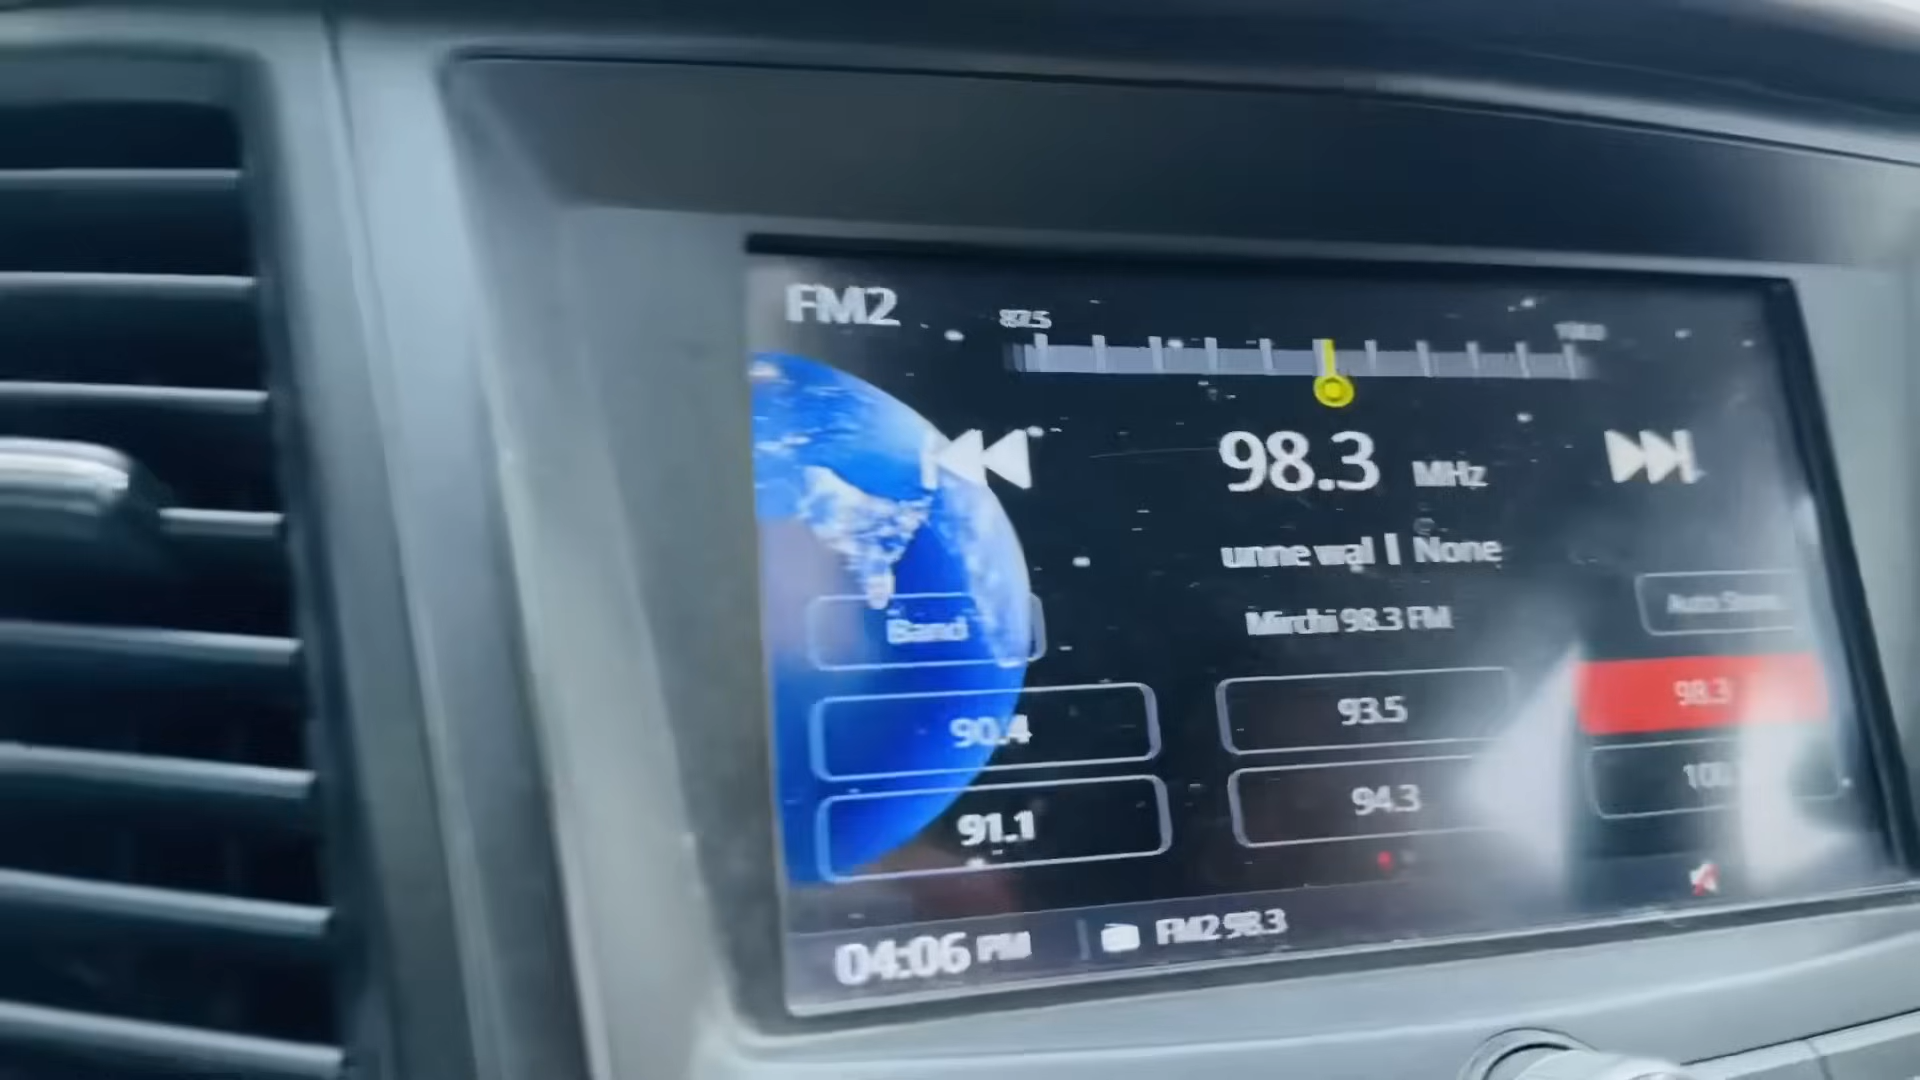 FM2
87.5
98.3 MHz
unne wal | None
Mirchi 98.3 FM
Band
Auto Store
90.4
93.5
98.3
91.1
94.3
04:06 PM
FM2 98.3